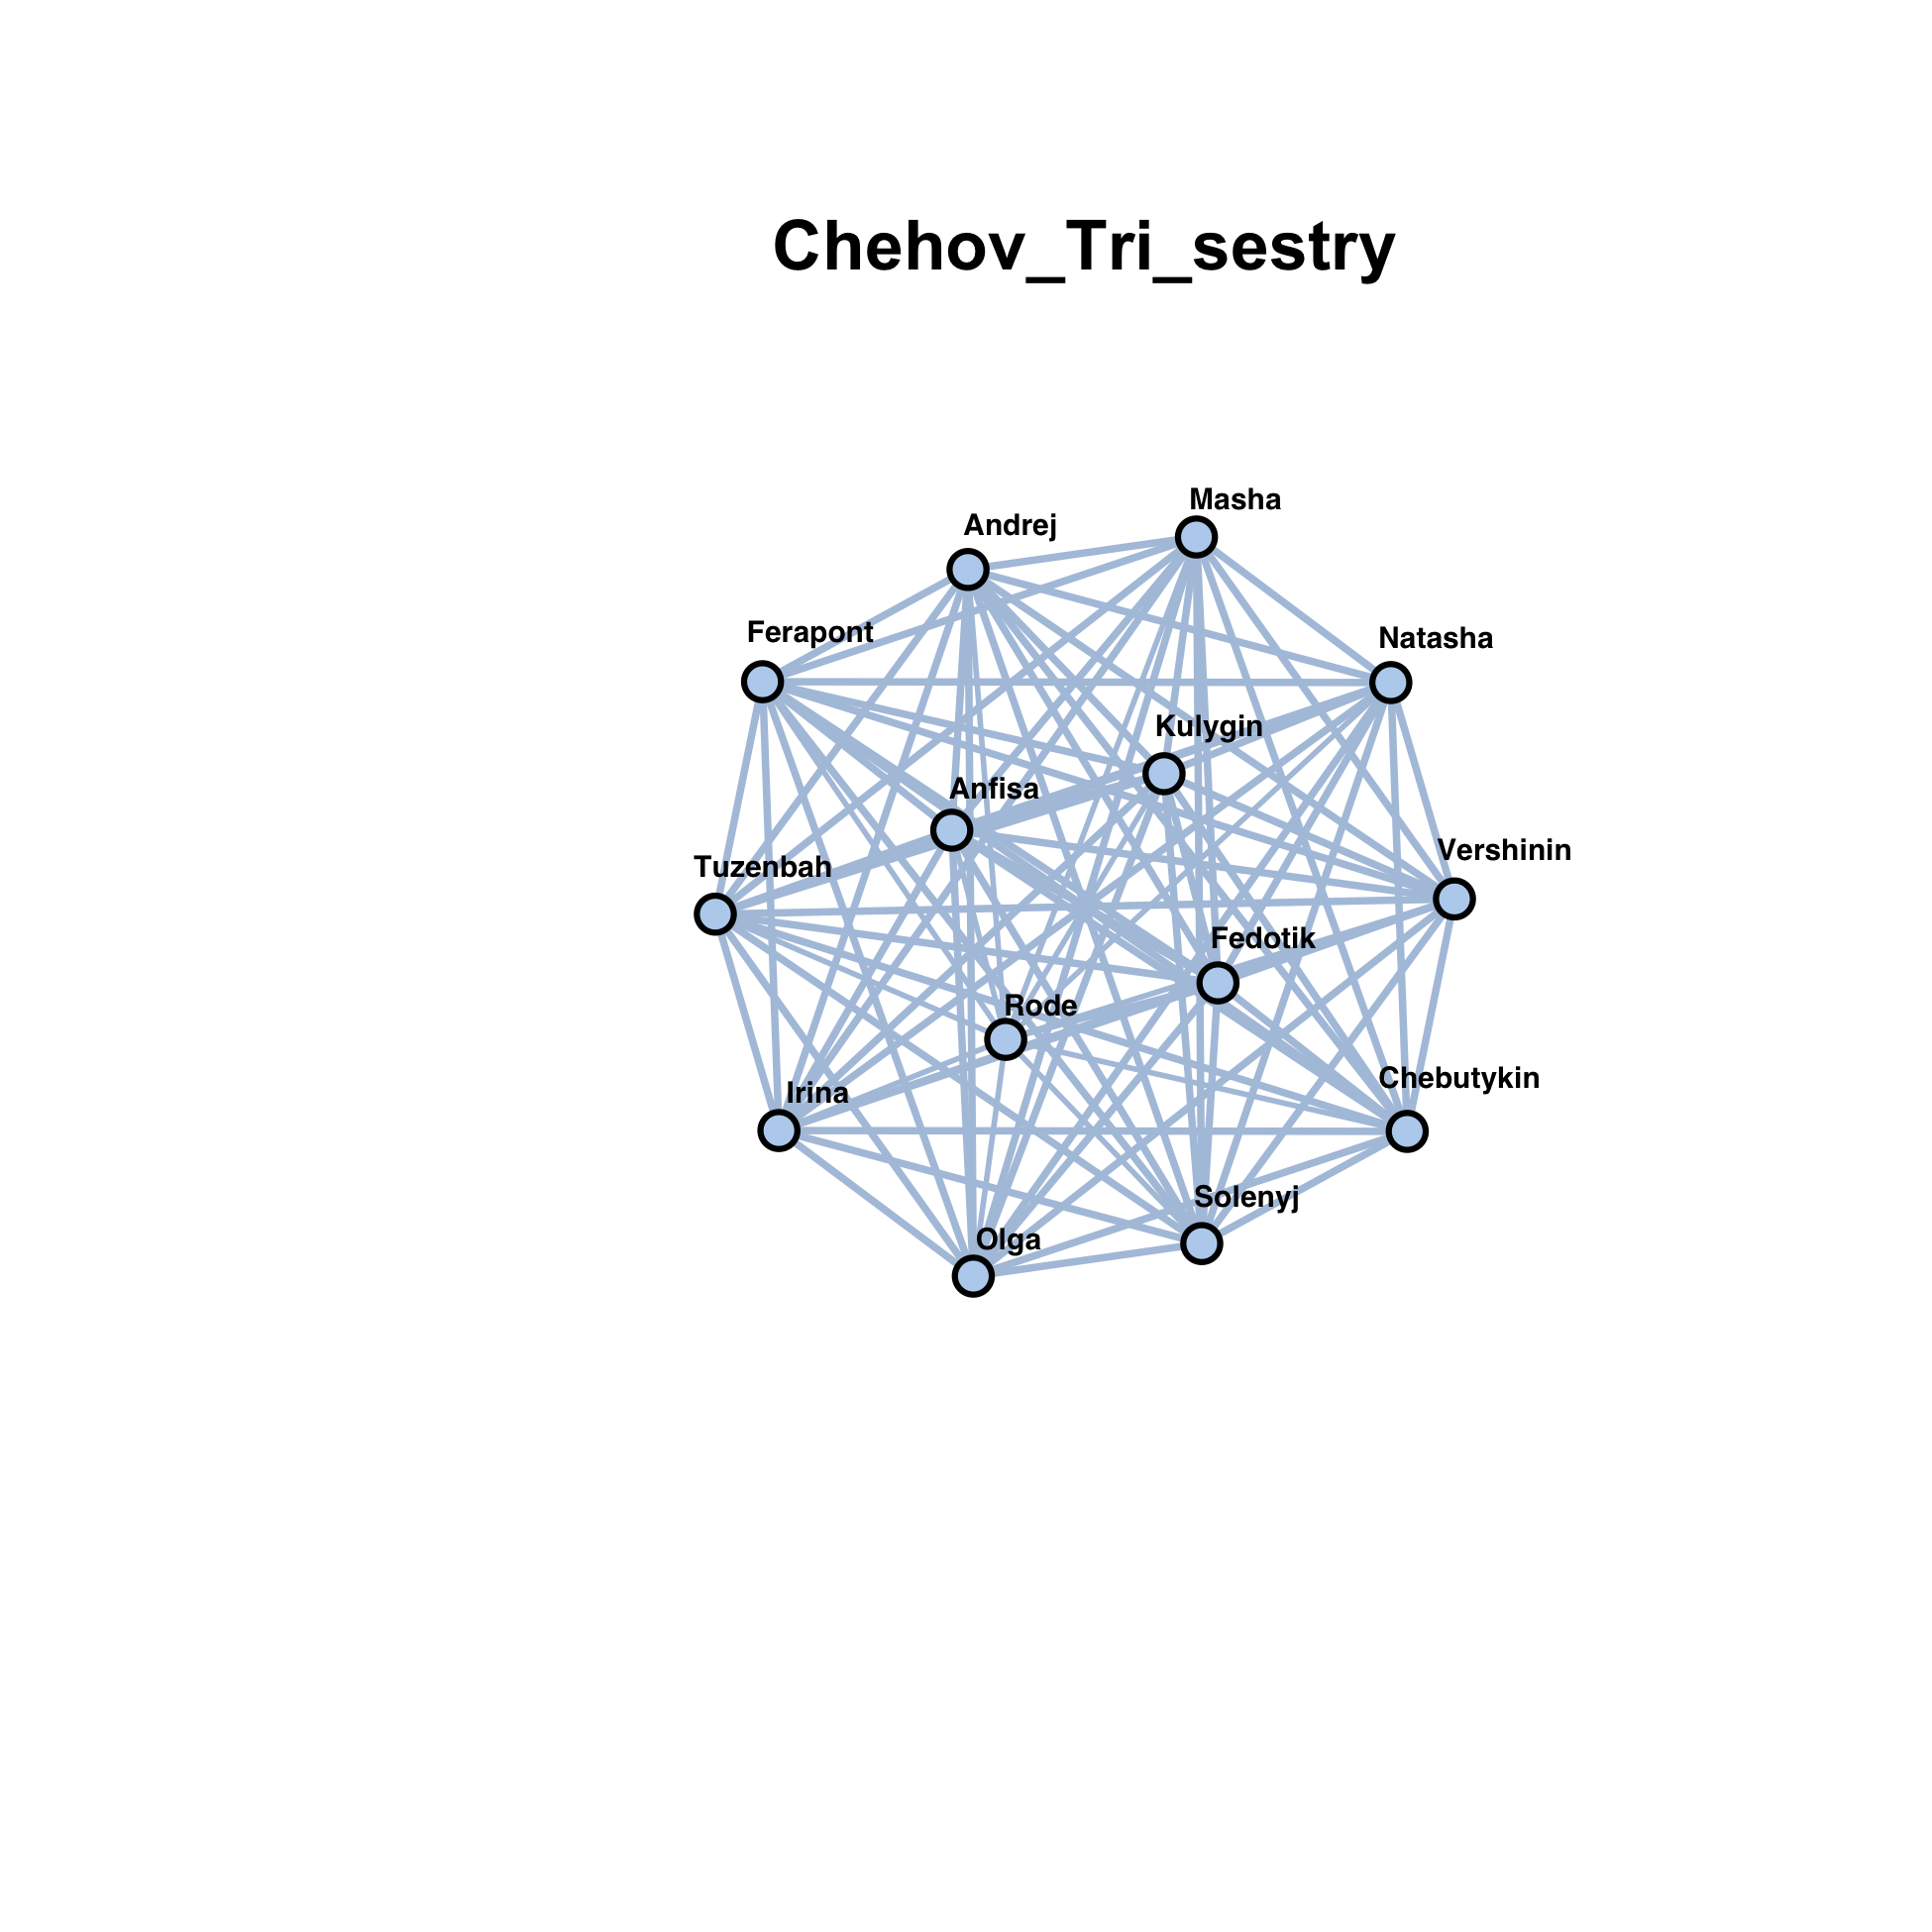 Chehov_Tri_sestry
Masha
Andrej
Ferapont
Natasha
Kulygin
Anfisa
Vershinin
Tuzenbah
Fedotik
Rode
Chebutykin
Irina
Solenyj
Olga